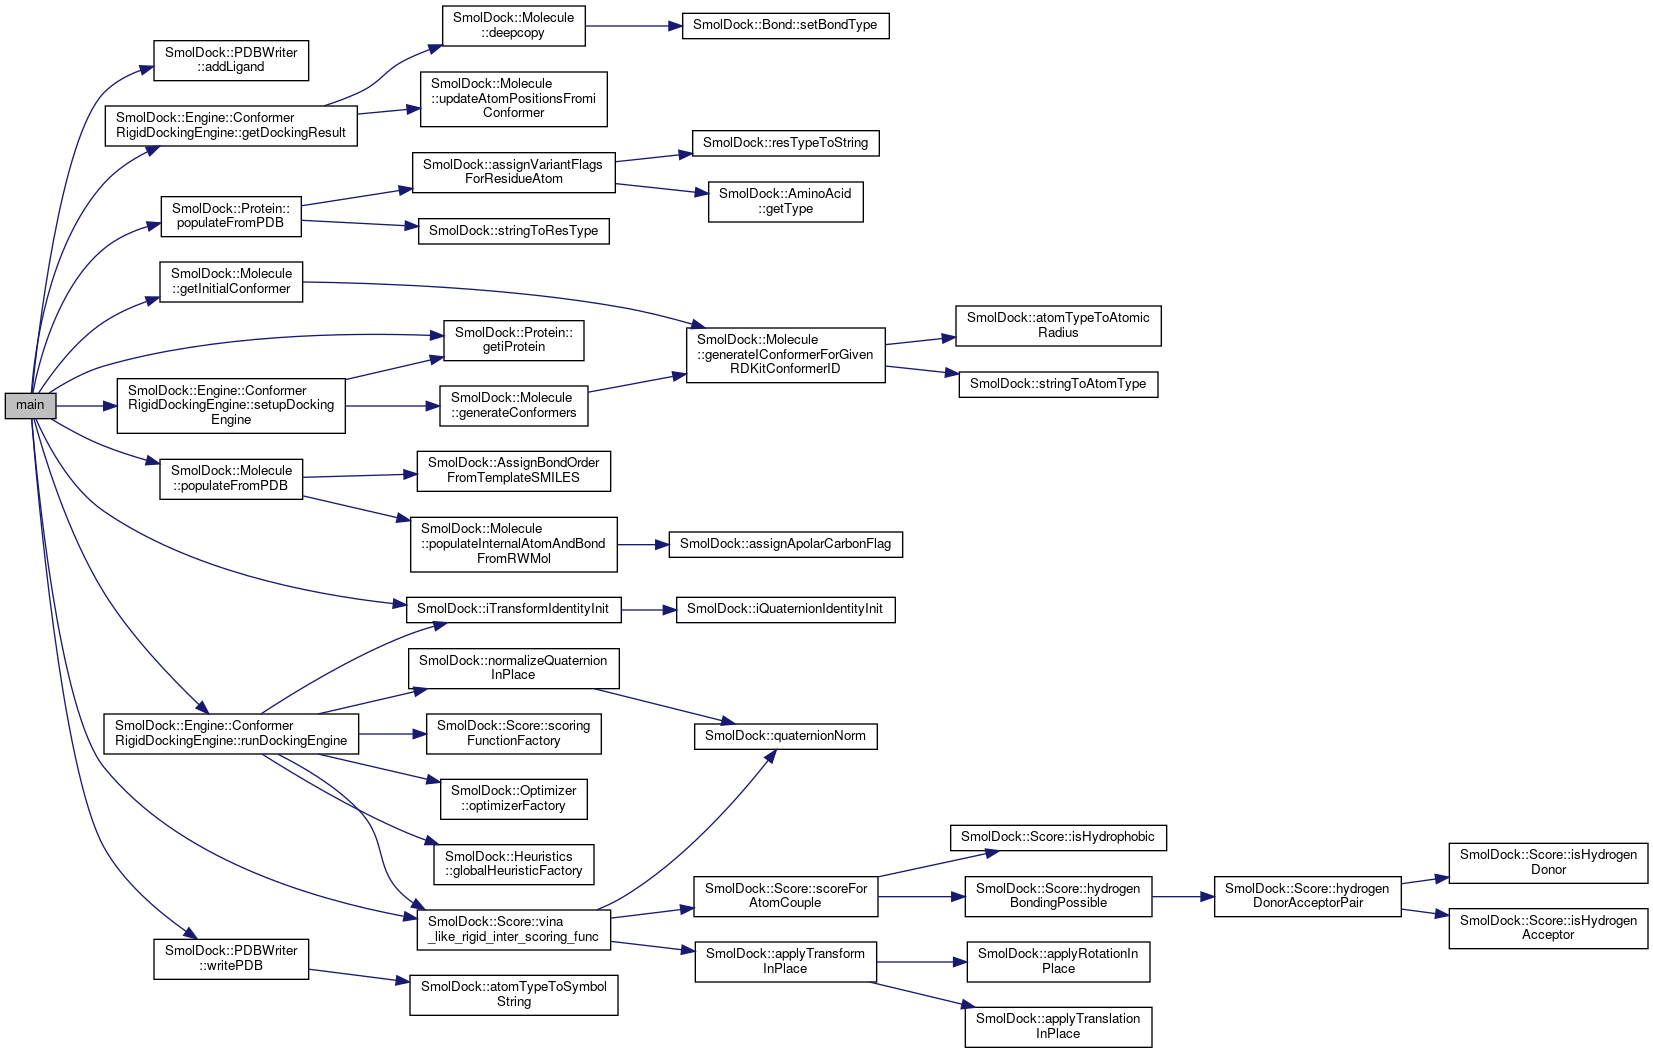 main
SmolDock::PDBWriter
::addLigand
SmolDock::Engine::Conformer
RigidDockingEngine::getDockingResult
SmolDock::Protein::
populateFromPDB
SmolDock::Molecule
::getInitialConformer
SmolDock::Engine::Conformer
RigidDockingEngine::setupDocking
Engine
SmolDock::Molecule
::populateFromPDB
SmolDock::Engine::Conformer
RigidDockingEngine::runDockingEngine
SmolDock::PDBWriter
::writePDB
SmolDock::Molecule
::deepcopy
SmolDock::Molecule
::updateAtomPositionsFromi
Conformer
SmolDock::assignVariantFlags
ForResidueAtom
SmolDock::stringToResType
SmolDock::Protein::
getiProtein
SmolDock::Molecule
::generateConformers
SmolDock::AssignBondOrder
FromTemplateSMILES
SmolDock::Molecule
::populateInternalAtomAndBond
FromRWMol
SmolDock::iTransformIdentityInit
SmolDock::normalizeQuaternion
InPlace
SmolDock::Score::scoring
FunctionFactory
SmolDock::Optimizer
::optimizerFactory
SmolDock::Heuristics
::globalHeuristicFactory
SmolDock::Score::vina
_like_rigid_inter_scoring_func
SmolDock::atomTypeToSymbol
String
SmolDock::Bond::setBondType
SmolDock::resTypeToString
SmolDock::AminoAcid
::getType
SmolDock::Molecule
::generateIConformerForGiven
RDKitConformerID
SmolDock::assignApolarCarbonFlag
SmolDock::iQuaternionIdentityInit
SmolDock::quaternionNorm
SmolDock::Score::scoreFor
AtomCouple
SmolDock::applyTransform
InPlace
SmolDock::atomTypeToAtomic
Radius
SmolDock::stringToAtomType
SmolDock::Score::isHydrophobic
SmolDock::Score::hydrogen
BondingPossible
SmolDock::applyRotationIn
Place
SmolDock::applyTranslation
InPlace
SmolDock::Score::hydrogen
DonorAcceptorPair
SmolDock::Score::isHydrogen
Donor
SmolDock::Score::isHydrogen
Acceptor